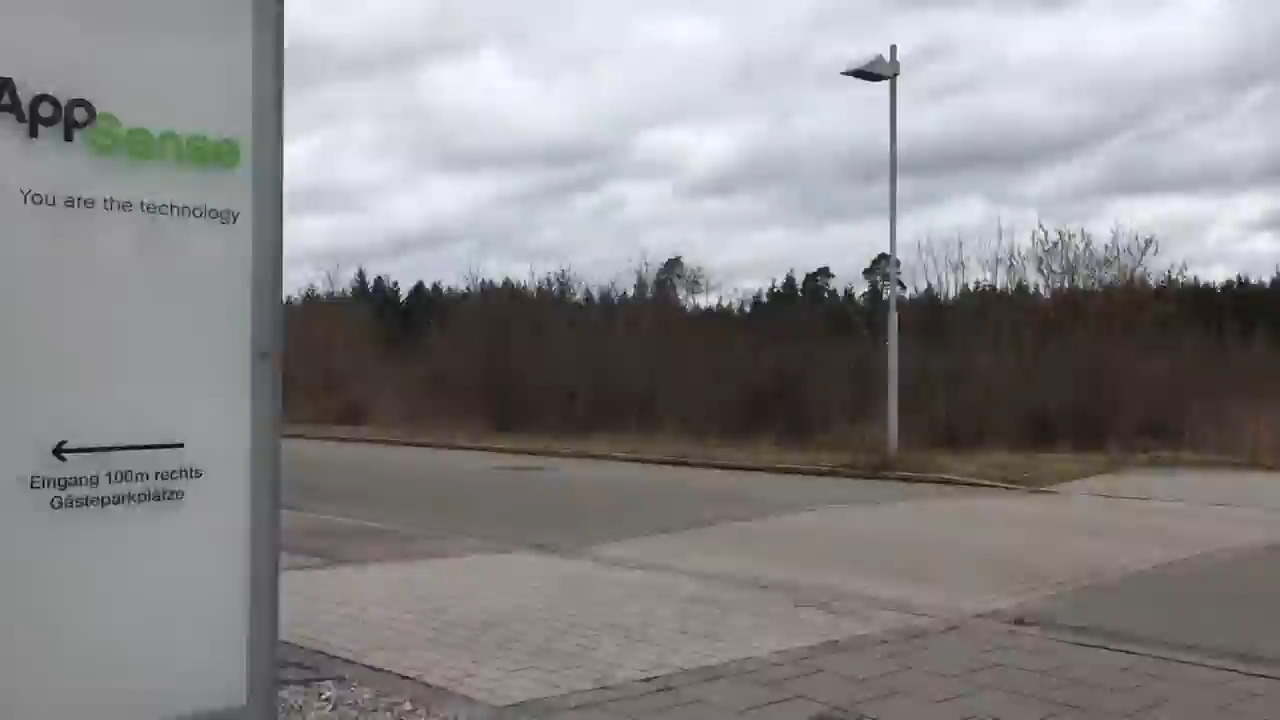 AppSense
You are the technology
Eingang 100m rechts
Gästeparkplätze